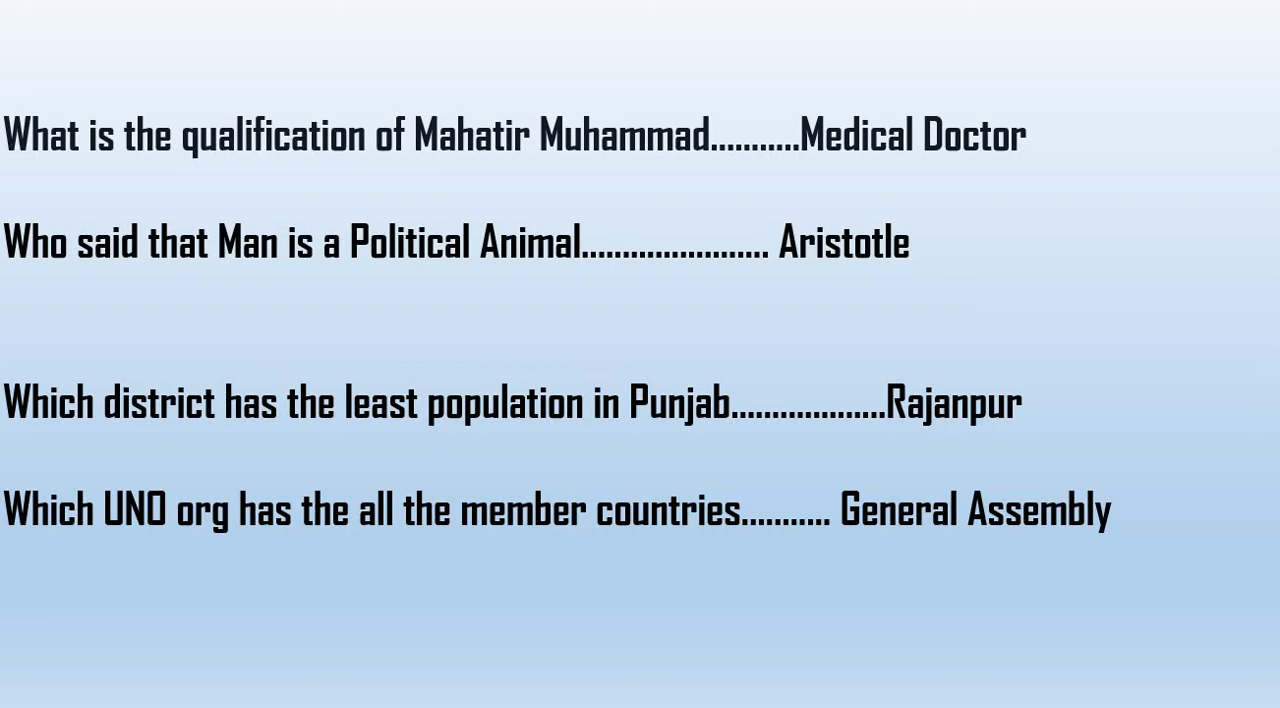 What is the qualification of Mahatir Muhammad...........Medical Doctor
Who said that Man is a Political Animal....................... Aristotle
Which district has the least population in Punjab...................Rajanpur
Which UNO org has the all the member countries........... General Assembly